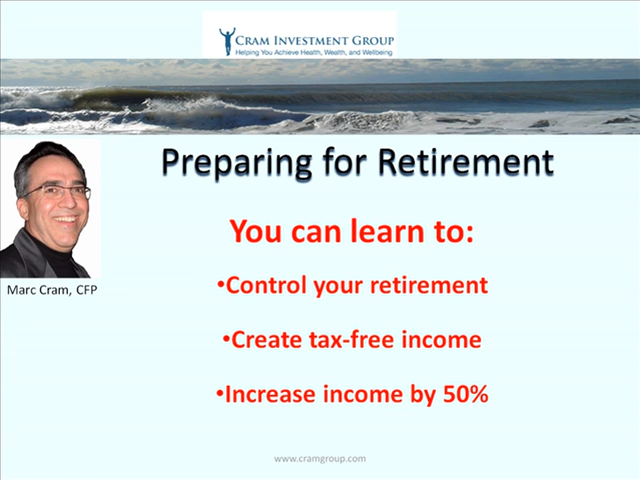 CRAM INVESTMENT GROUP
Helping You Achieve Health, Wealth, and Wellbeing
Preparing for Retirement
You can learn to:
•Control your retirement
Marc Cram, CFP
•Create tax-free income
•Increase income by 50%
www.cramgroup.com